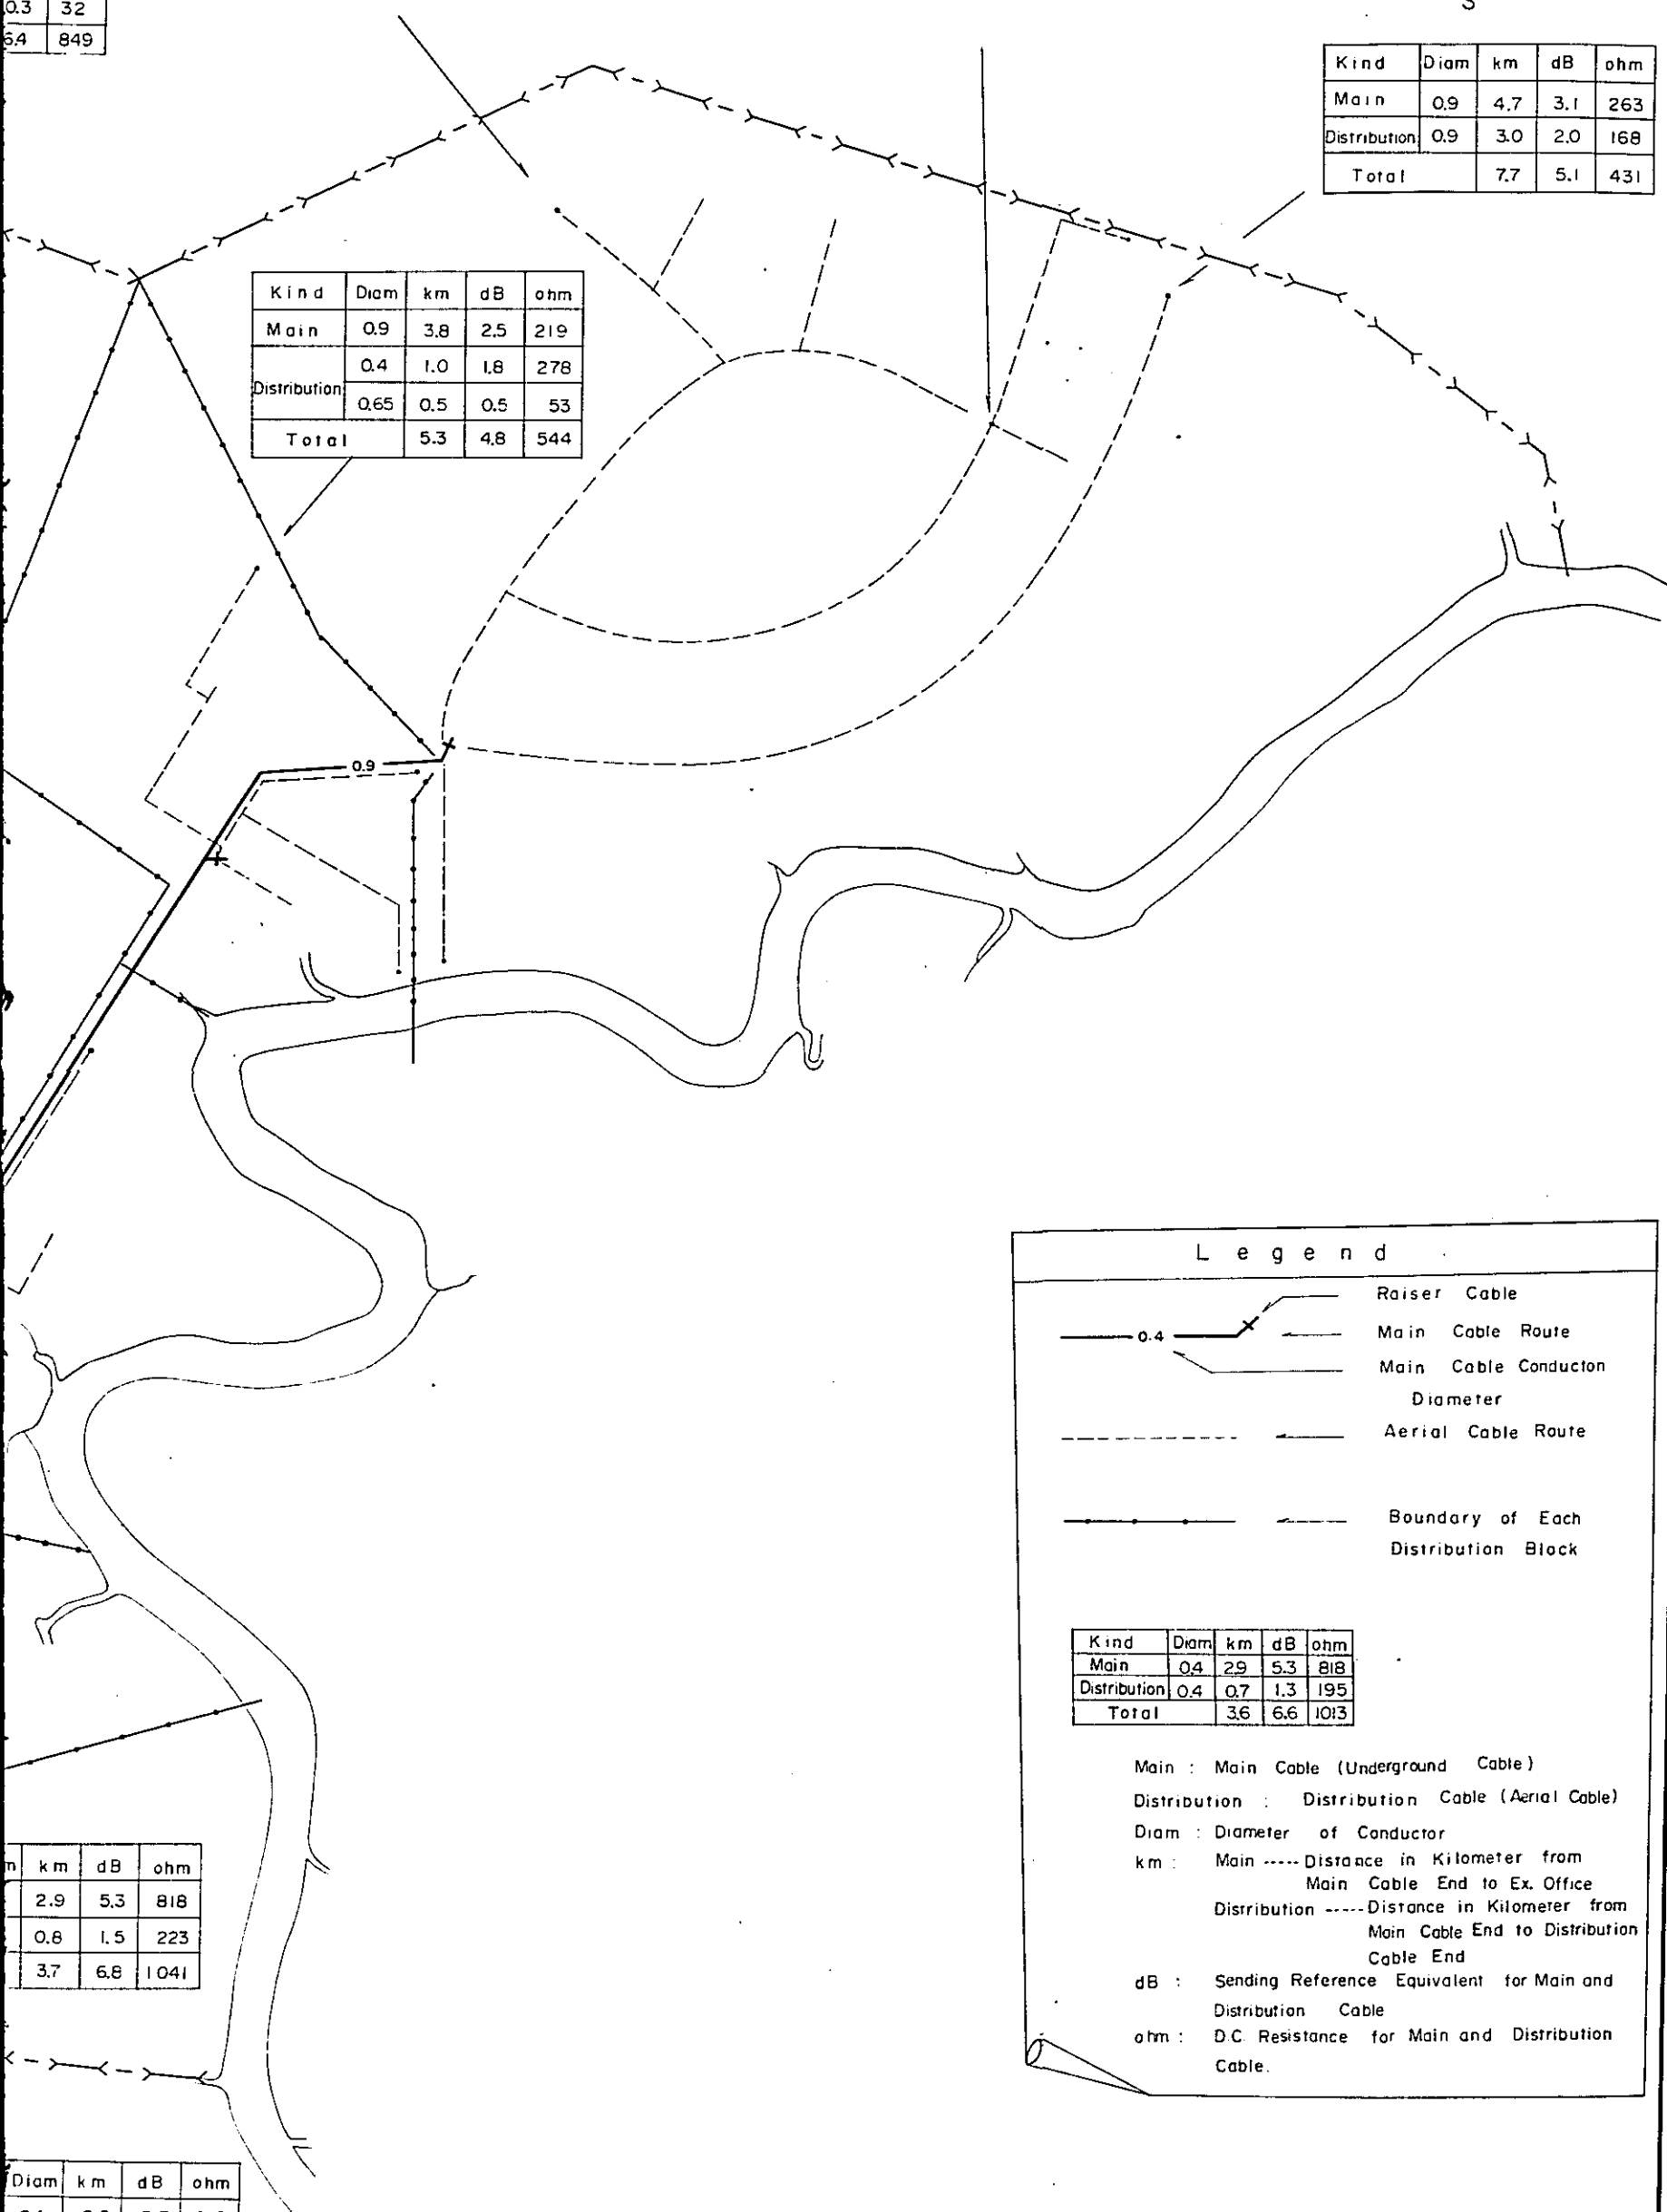 0.3 32
6.4 849
S
Kind Diam km dB ohm
Main 0.9 4.7 3.1 263
Distribution 0.9 3.0 2.0 168
Total 7.7 5.1 431
Kind Diam km dB ohm
Main 0.9 3.8 2.5 219
Distribution 0.4 1.0 1.8 278
0.65 0.5 0.5 53
Total 5.3 4.8 544
0.9
Legend
Raiser Cable
0.4 Main Cable Route
Main Cable Conducton
Diameter
Aerial Cable Route
Boundary of Each
Distribution Block
Kind Diam km dB ohm
Main 0.4 2.9 5.3 818
Distribution 0.4 0.7 1.3 195
Total 3.6 6.6 1013
Main : Main Cable (Underground Cable)
Distribution : Distribution Cable (Aerial Cable)
Diam : Diameter of Conductor
km : Main ----- Distance in Kilometer from
Main Cable End to Ex. Office
Distribution ----- Distance in Kilometer from
Main Cable End to Distribution
Cable End
dB : Sending Reference Equivalent for Main and
Distribution Cable
ohm : D.C. Resistance for Main and Distribution
Cable.
km dB ohm
2.9 5.3 818
0.8 1.5 223
3.7 6.8 1041
Diam km dB ohm